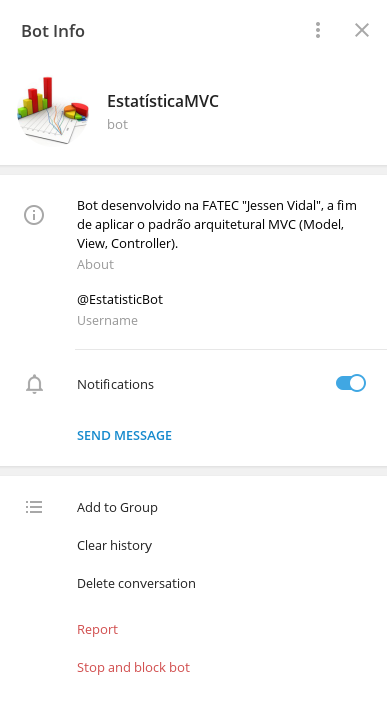 Bot Info
EstatísticaMVC
bot
Bot desenvolvido na FATEC "Jessen Vidal", a fim
de aplicar o padrão arquitetural MVC (Model,
View, Controller).
About
@EstatisticBot
Username
Notifications
SEND MESSAGE
Add to Group
Clear history
Delete conversation
Report
Stop and block bot